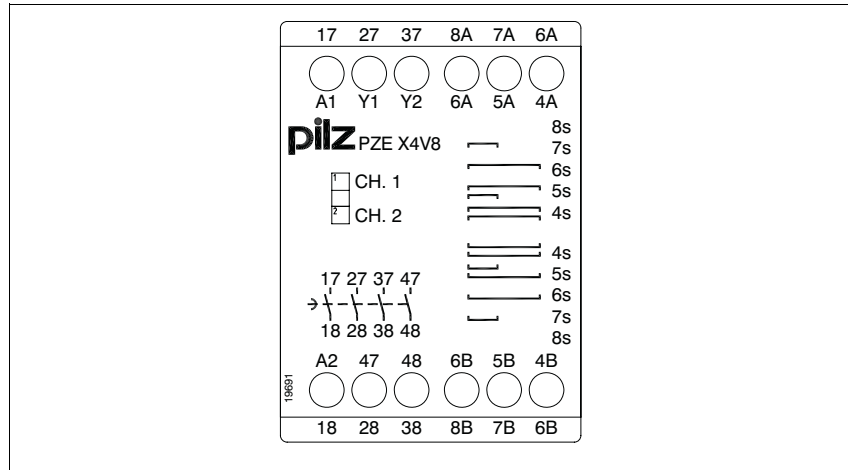 17 27 37 8A 7A 6A
A1 Y1 Y2 6A 5A 4A
pilz PZE X4V8
8s
7s
6s
5s
4s
1 CH. 1
2 CH. 2
4s
5s
6s
7s
8s
17 27 37 47
18 28 38 48
A2 47 48 6B 5B 4B
19691
18 28 38 8B 7B 6B